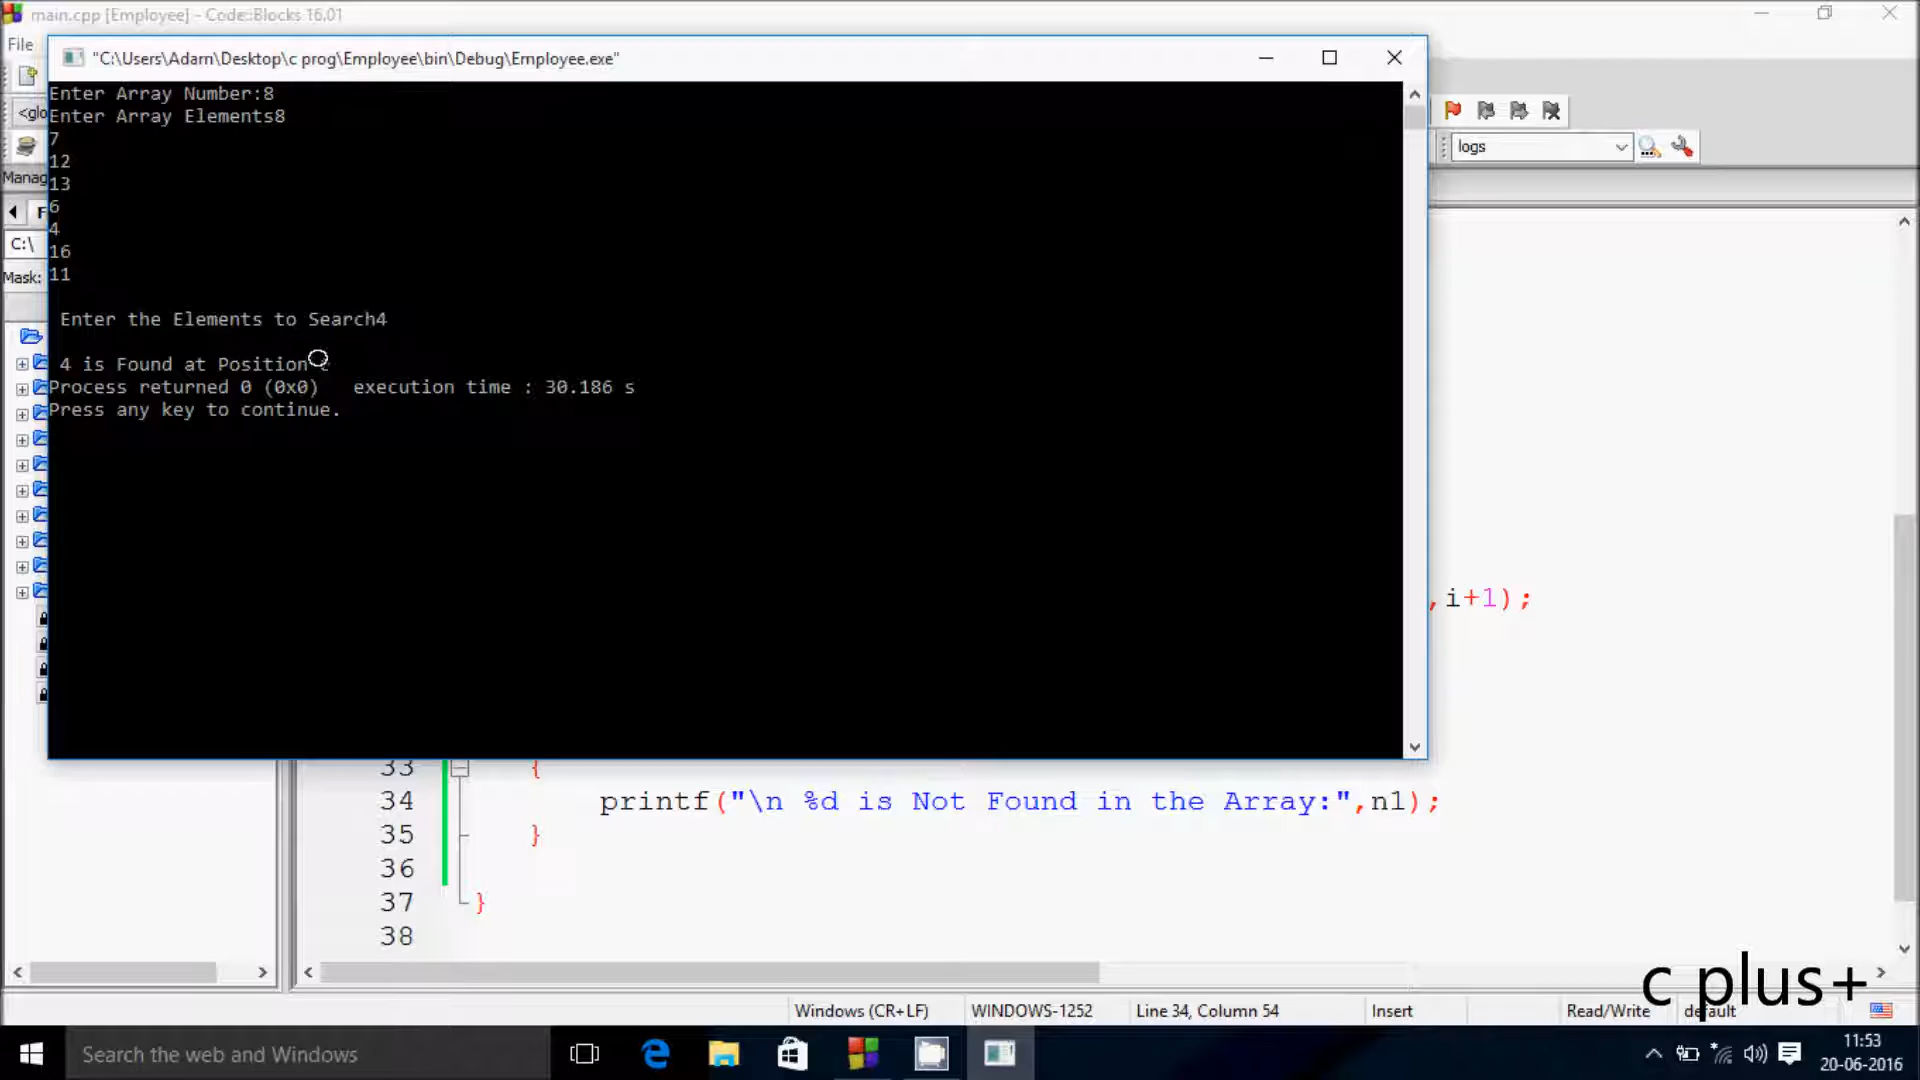 main.cpp [Employee] - Code::Blocks 16.01
File
"C:\Users\Adarn\Desktop\c prog\Employee\bin\Debug\Employee.exe"
Enter Array Number:8
<glo
Enter Array Elements8
7
logs
12
Manag
13
F
6
4
C:\
16
Mask:
11
Enter the Elements to Search4
4 is Found at Position
Process returned 0 (0x0) execution time : 30.186 s
Press any key to continue.
,i+1);
33 {
34 printf("\n %d is Not Found in the Array:",n1);
35 }
36
37 }
38
c plus+
Windows (CR+LF) WINDOWS-1252 Line 34, Column 54 Insert Read/Write default
Search the web and Windows
11:53
20-06-2016